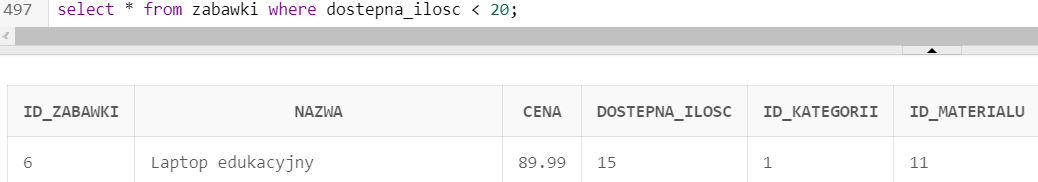 497 select * from zabawki where dostepna_ilosc < 20;
ID_ZABAWKI NAZWA CENA DOSTEPNA_ILOSC ID_KATEGORII ID_MATERIALU
6 Laptop edukacyjny 89.99 15 1 11